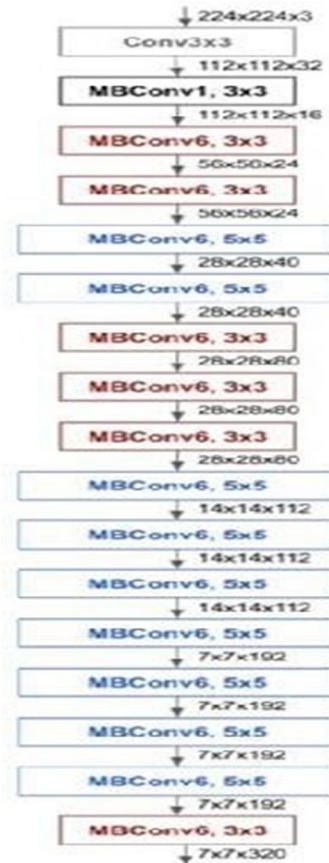 224x224x3
Conv3x3
112x112x32
MBConv1, 3x3
112x112x16
MBConv6, 3x3
56x56x24
MBConv6, 3x3
56x56x24
MBConv6, 5x5
28x28x40
MBConv6, 5x5
28x28x40
MBConv6, 3x3
28x28x80
MBConv6, 3x3
28x28x80
MBConv6, 3x3
28x28x80
MBConv6, 5x5
14x14x112
MBConv6, 5x5
14x14x112
MBConv6, 5x5
14x14x112
MBConv6, 5x5
7x7x192
MBConv6, 5x5
7x7x192
MBConv6, 5x5
7x7x192
MBConv6, 5x5
7x7x192
MBConv6, 3x3
7x7x320